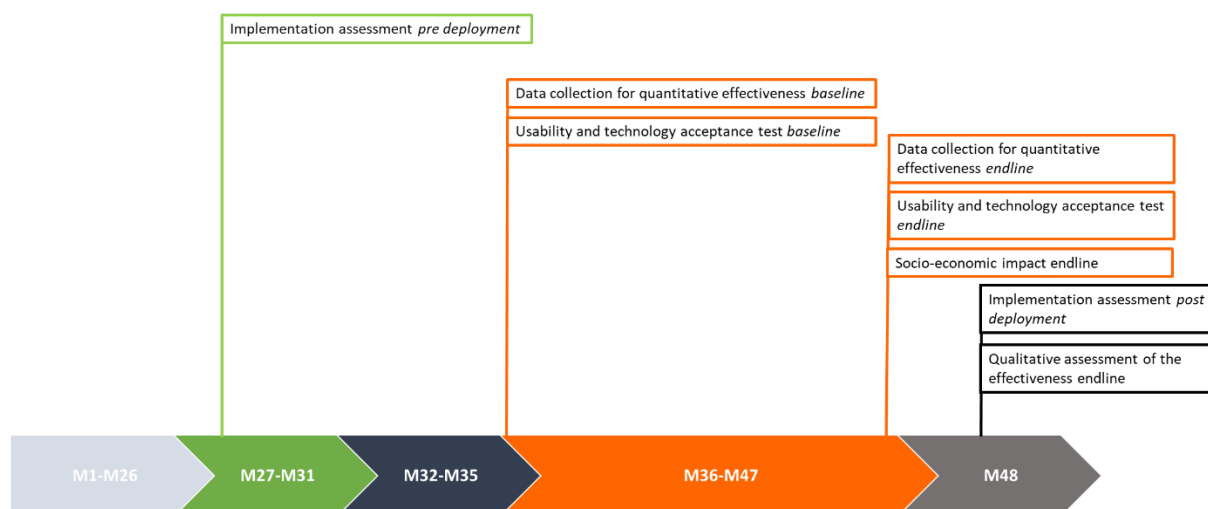 Implementation assessment pre deployment
Data collection for quantitative effectiveness baseline
Usability and technology acceptance test baseline
Data collection for quantitative
effectiveness endline
Usability and technology acceptance test
endline
Socio-economic impact endline
Implementation assessment post
deployment
Qualitative assessment of the
effectiveness endline
M1-M26
M27-M31
M32-M35
M36-M47
M48